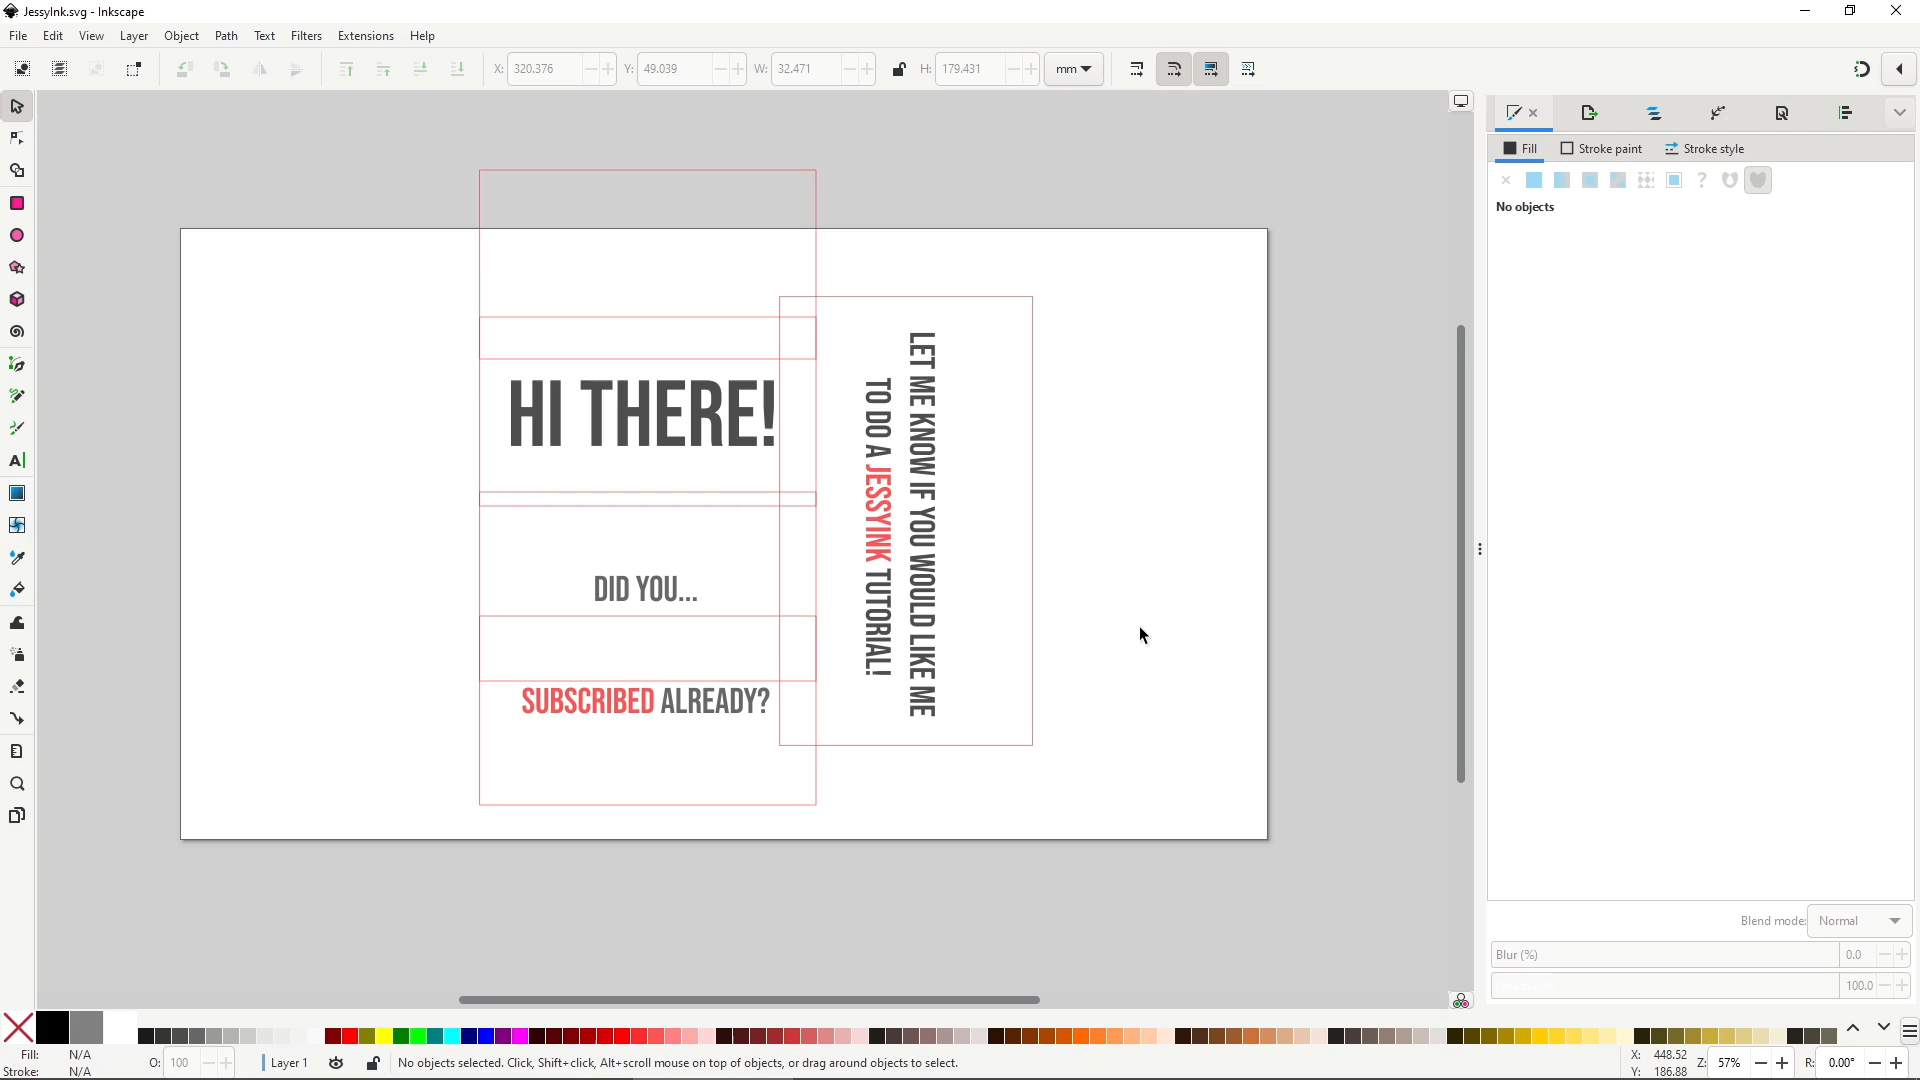 JessyInk.svg - Inkscape
File Edit View Layer Object Path Text Filters Extensions Help
X: 320.376 Y: 49.039 W: 32.471 H: 179.431 mm
Fill Stroke paint Stroke style
No objects
HI THERE!
DID YOU...
SUBSCRIBED ALREADY?
LET ME KNOW IF YOU WOULD LIKE ME
TO DO A JESSYINK TUTORIAL!
Blend mode: Normal
Blur (%) 0.0
100.0
Fill: N/A
Stroke: N/A
O: 100
Layer 1
No objects selected. Click, Shift+click, Alt+scroll mouse on top of objects, or drag around objects to select.
X: 448.52
Y: 186.88
Z: 57%
R: 0.00°